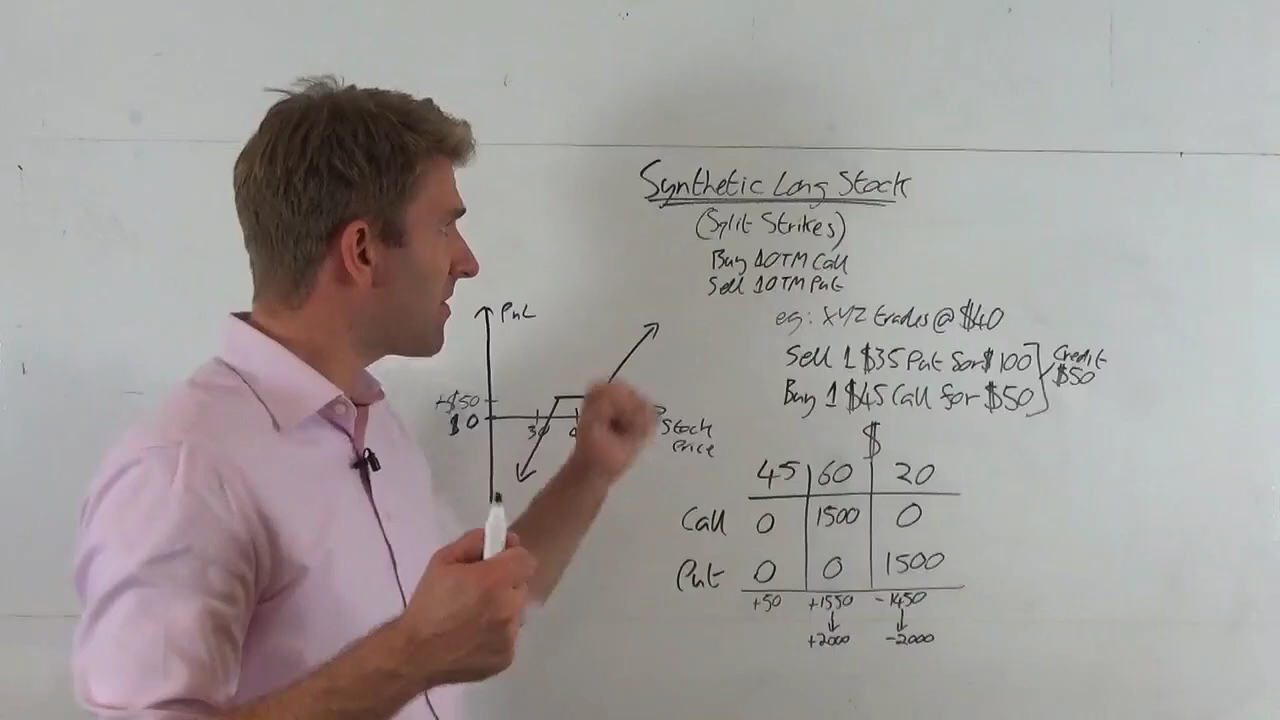 Synthetic Long Stock
(Split Strikes)
Buy 1 OTM Call
Sell 1 OTM Put
eg: XYZ trades @ $40
Sell 1 $35 Put for $100
Buy 1 $45 Call for $50
Credit
$50
PnL
+$50
$0
30
Stock
Price
$
45 60 20
Call 0 1500 0
Put 0 0 1500
+50 +1550 -1450
+2000 -2000